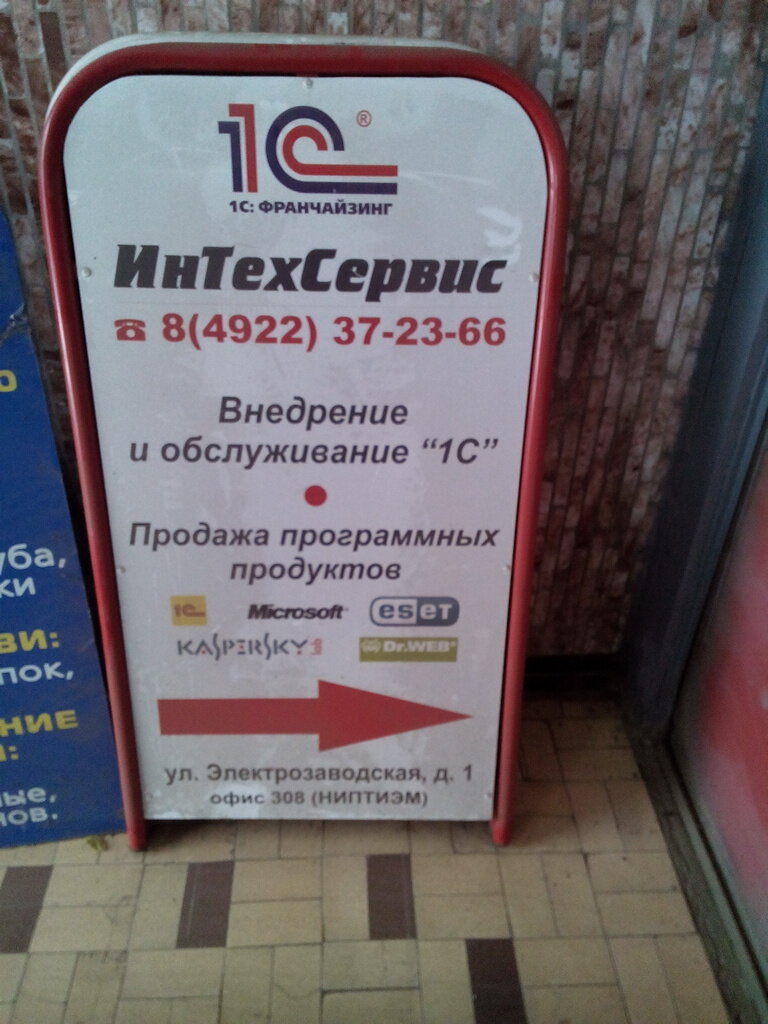 1С®
1С: ФРАНЧАЙЗИНГ
ИнТехСервис
☎ 8(4922) 37-23-66
Внедрение
и обслуживание “1С”
Продажа программных
продуктов
1С Microsoft eseT
KASPERSKY lab Dr.WEB®
ул. Электрозаводская, д. 1
офис 308 (НИПТИЭМ)